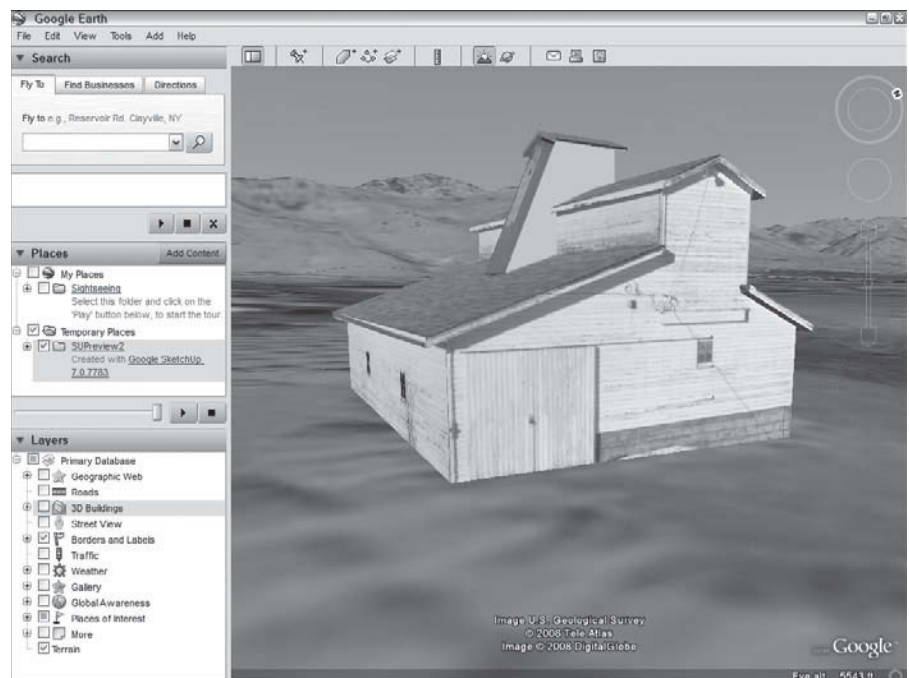 Google Earth
File Edit View Tools Add Help
Search
Fly To Find Businesses Directions
Fly to e.g., Reservoir Rd. Clayville, NY
Places Add Content
My Places
Sightseeing
Select this folder and click on the
'Play' button below, to start the tour.
Temporary Places
SUPreview2
Created with Google SketchUp
7.0.7783
Layers
Primary Database
Geographic Web
Roads
3D Buildings
Street View
Borders and Labels
Traffic
Weather
Gallery
Global Awareness
Places of Interest
More
Terrain
Image U.S. Geological Survey
© 2008 Tele Atlas
Image © 2008 DigitalGlobe
Google
Eye alt 5543 ft